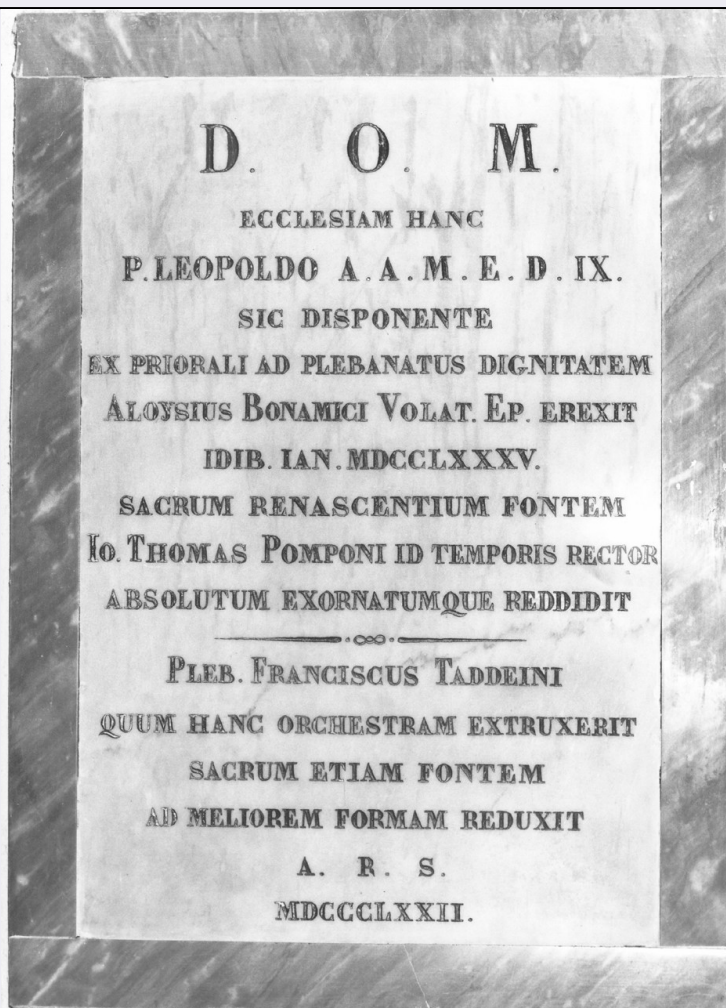 D. O. M.
ECCLESIAM HANC
P. LEOPOLDO A. A. M. E. D. IX.
SIC DISPONENTE
EX PRIORALI AD PLEBANATUS DIGNITATEM
ALOYSIUS BONAMICI VOLAT. EP. EREXIT
IDIB. IAN. MDCCLXXXV.
SACRUM RENASCENTIUM FONTEM
IO. THOMAS POMPONI ID TEMPORIS RECTOR
ABSOLUTUM EXORNATUMQUE REDDIDIT
PLEB. FRANCISCUS TADDEINI
QUUM HANC ORCHESTRAM EXTRUXERIT
SACRUM ETIAM FONTEM
AD MELIOREM FORMAM REDUXIT
A. R. S.
MDCCCLXXII.